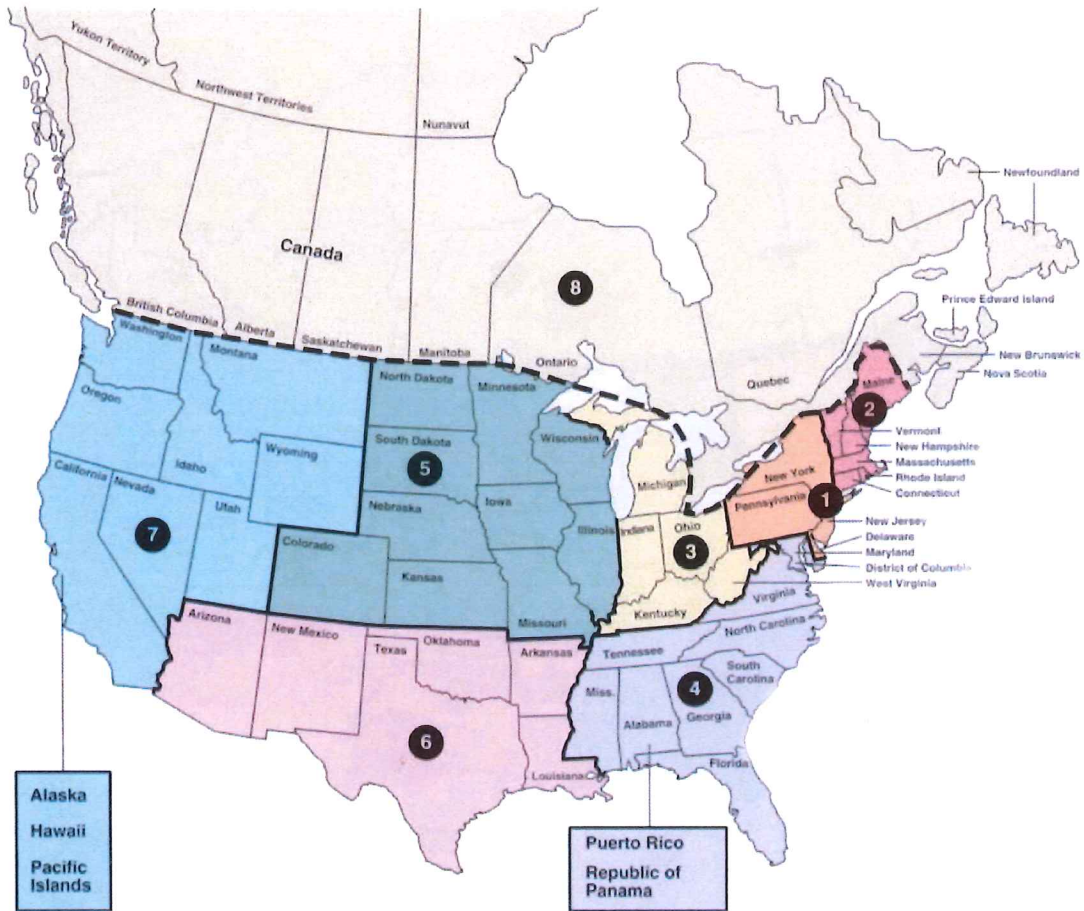 Yukon Territory
Northwest Territories
Nunavut
Newfoundland
Canada
8
Prince Edward Island
British Columbia
Alberta
Saskatchewan
Manitoba
Ontario
Quebec
New Brunswick
Nova Scotia
Washington
Montana
North Dakota
Minnesota
Maine
2
Oregon
Idaho
Wyoming
South Dakota
5
Wisconsin
Michigan
New York
Vermont
New Hampshire
Massachusetts
Rhode Island
Connecticut
California
Nevada
Utah
7
Nebraska
Iowa
Illinois
Indiana
Ohio
3
Pennsylvania
1
New Jersey
Delaware
Maryland
District of Columbia
West Virginia
Colorado
Kansas
Missouri
Kentucky
Virginia
Arizona
New Mexico
Texas
Oklahoma
Arkansas
Tennessee
North Carolina
South
Carolina
6
Louisiana
Miss.
Alabama
4
Georgia
Florida
Alaska
Hawaii
Pacific
Islands
Puerto Rico
Republic of
Panama